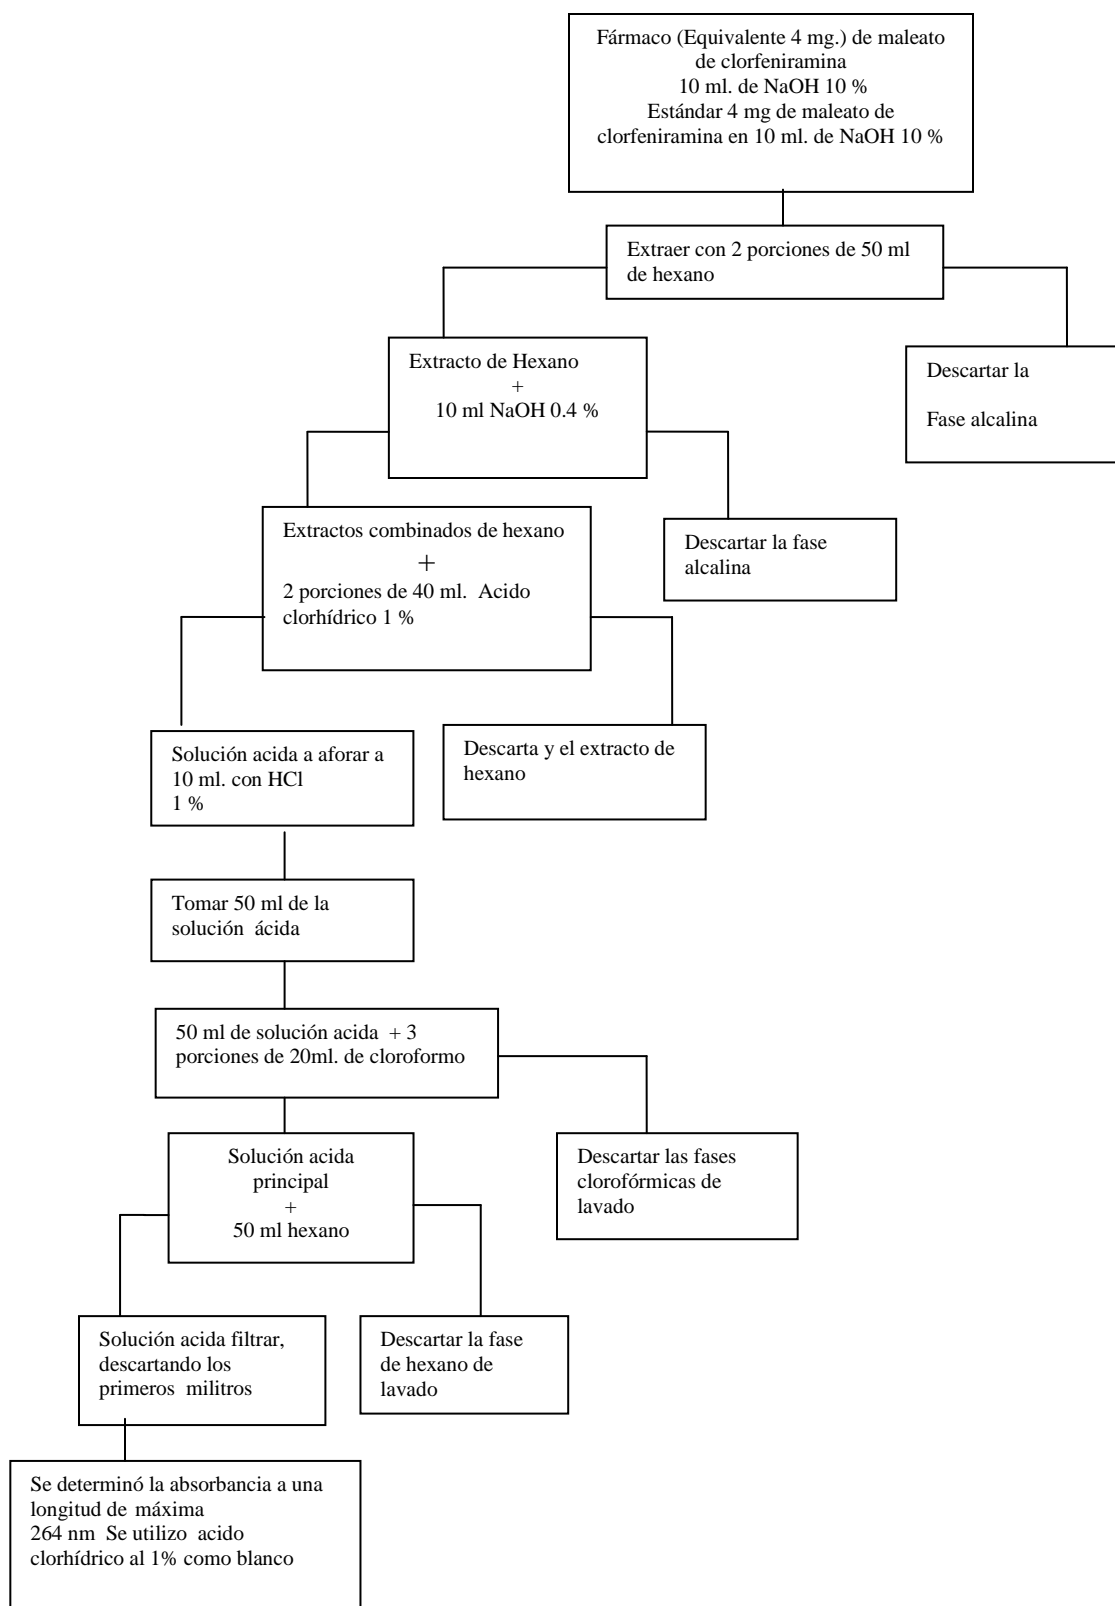 Fármaco (Equivalente 4 mg.) de maleato
de clorfeniramina
10 ml. de NaOH 10 %
Estándar 4 mg de maleato de
clorfeniramina en 10 ml. de NaOH 10 %
Extraer con 2 porciones de 50 ml
de hexano
Extracto de Hexano
+
10 ml NaOH 0.4 %
Descartar la
Fase alcalina
Extractos combinados de hexano
+
2 porciones de 40 ml. Acido
clorhídrico 1 %
Descartar la fase
alcalina
Solución acida a aforar a
10 ml. con HCl
1 %
Descarta y el extracto de
hexano
Tomar 50 ml de la
solución ácida
50 ml de solución acida + 3
porciones de 20ml. de cloroformo
Solución acida
principal
+
50 ml hexano
Descartar las fases
clorofórmicas de
lavado
Solución acida filtrar,
descartando los
primeros militros
Descartar la fase
de hexano de
lavado
Se determinó la absorbancia a una
longitud de máxima
264 nm Se utilizo acido
clorhídrico al 1% como blanco